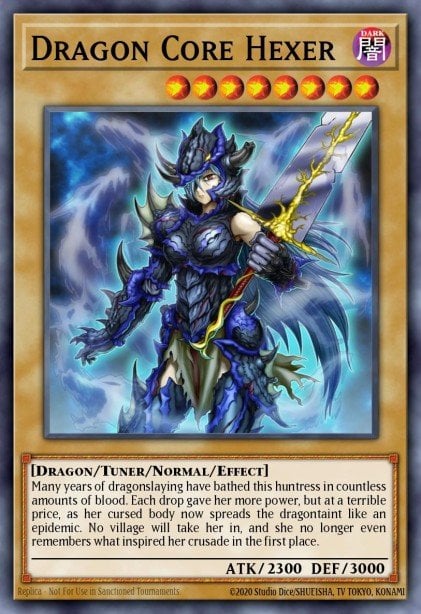 DRAGON CORE HEXER
DARK
闇
[DRAGON/TUNER/NORMAL/EFFECT]
Many years of dragonslaying have bathed this huntress in countless
amounts of blood. Each drop gave her more power, but at a terrible
price, as her cursed body now spreads the dragontaint like an
epidemic. No village will take her in, and she no longer even
remembers what inspired her crusade in the first place.
ATK/2300 DEF/3000
Replica - Not For Use in Sanctioned Tournaments
©2020 Studio Dice/SHUEISHA, TV TOKYO, KONAMI